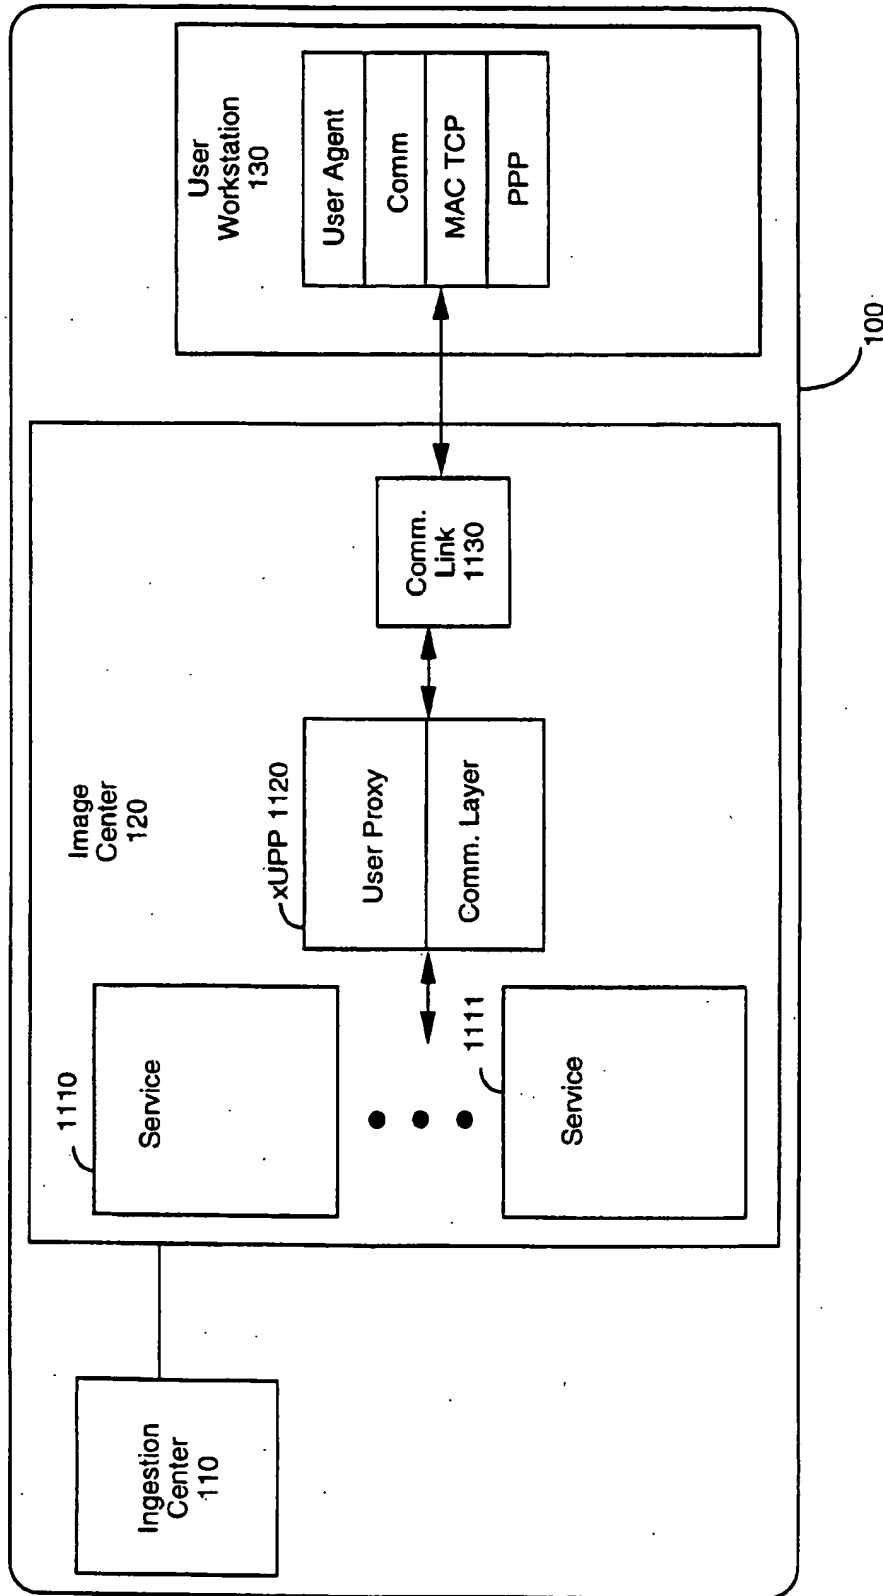 Ingestion
Center
110
Image
Center
120
1110
Service
1111
Service
xUPP 1120
User Proxy
Comm. Layer
Comm.
Link
1130
User
Workstation
130
User Agent
Comm
MAC TCP
PPP
100